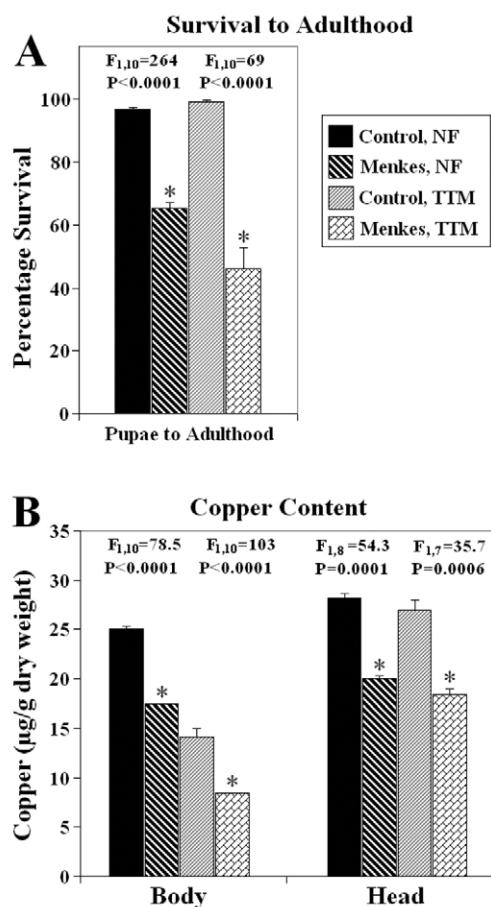 Survival to Adulthood
A
F1,10=264 F1,10=69
P<0.0001 P<0.0001
100
80
60
40
20
0
Percentage Survival
*
*
Pupae to Adulthood
Control, NF
Menkes, NF
Control, TTM
Menkes, TTM
B
Copper Content
F1,10=78.5 F1,10=103 F1,8=54.3 F1,7=35.7
P<0.0001 P<0.0001 P=0.0001 P=0.0006
35
30
25
20
15
10
5
0
Copper (µg/g dry weight)
*
*
*
*
Body Head